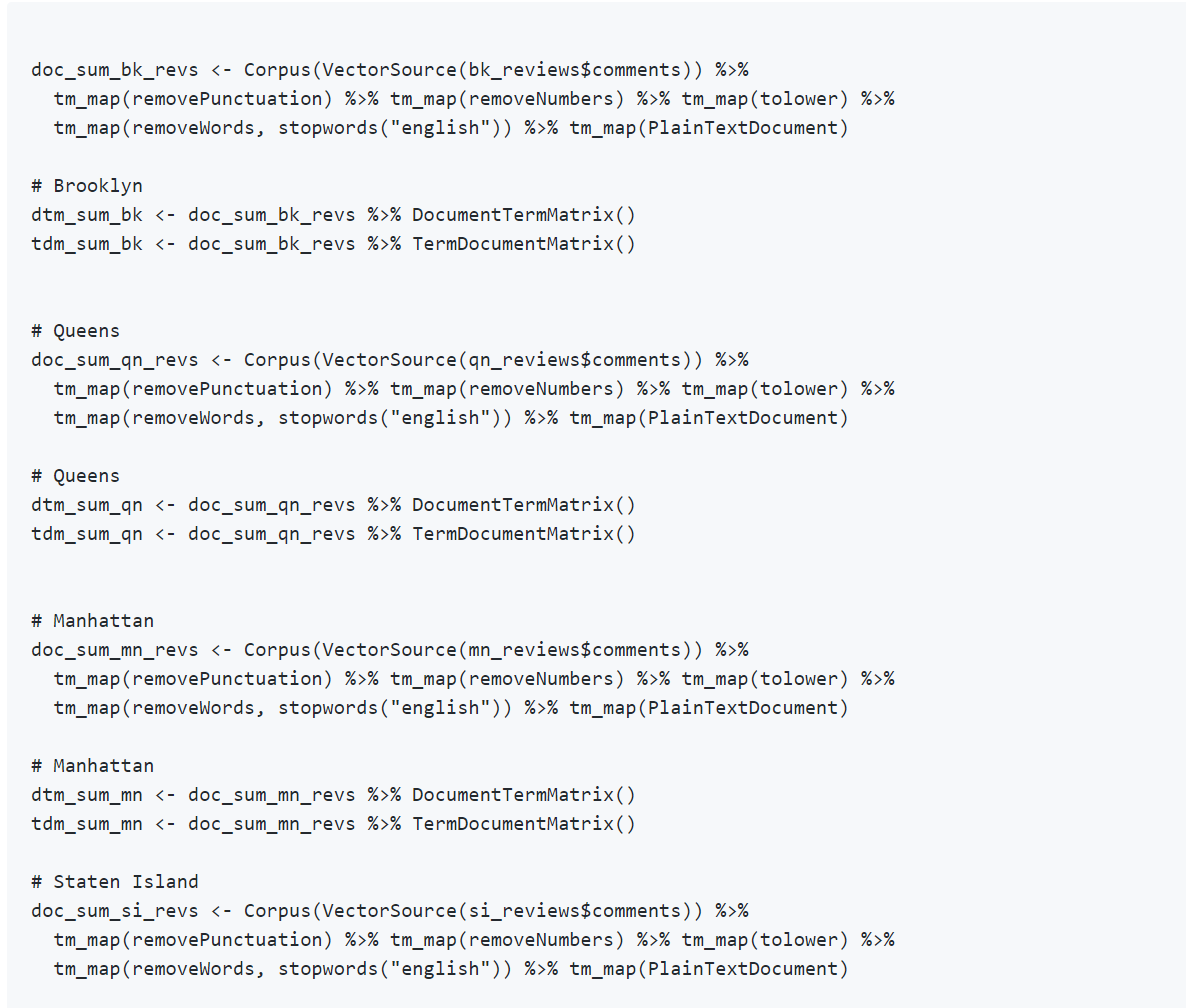 doc_sum_bk_revs <- Corpus(VectorSource(bk_reviews$comments)) %>%
  tm_map(removePunctuation) %>% tm_map(removeNumbers) %>% tm_map(tolower) %>%
  tm_map(removeWords, stopwords("english")) %>% tm_map(PlainTextDocument)
# Brooklyn
dtm_sum_bk <- doc_sum_bk_revs %>% DocumentTermMatrix()
tdm_sum_bk <- doc_sum_bk_revs %>% TermDocumentMatrix()
# Queens
doc_sum_qn_revs <- Corpus(VectorSource(qn_reviews$comments)) %>%
  tm_map(removePunctuation) %>% tm_map(removeNumbers) %>% tm_map(tolower) %>%
  tm_map(removeWords, stopwords("english")) %>% tm_map(PlainTextDocument)
# Queens
dtm_sum_qn <- doc_sum_qn_revs %>% DocumentTermMatrix()
tdm_sum_qn <- doc_sum_qn_revs %>% TermDocumentMatrix()
# Manhattan
doc_sum_mn_revs <- Corpus(VectorSource(mn_reviews$comments)) %>%
  tm_map(removePunctuation) %>% tm_map(removeNumbers) %>% tm_map(tolower) %>%
  tm_map(removeWords, stopwords("english")) %>% tm_map(PlainTextDocument)
# Manhattan
dtm_sum_mn <- doc_sum_mn_revs %>% DocumentTermMatrix()
tdm_sum_mn <- doc_sum_mn_revs %>% TermDocumentMatrix()
# Staten Island
doc_sum_si_revs <- Corpus(VectorSource(si_reviews$comments)) %>%
  tm_map(removePunctuation) %>% tm_map(removeNumbers) %>% tm_map(tolower) %>%
  tm_map(removeWords, stopwords("english")) %>% tm_map(PlainTextDocument)